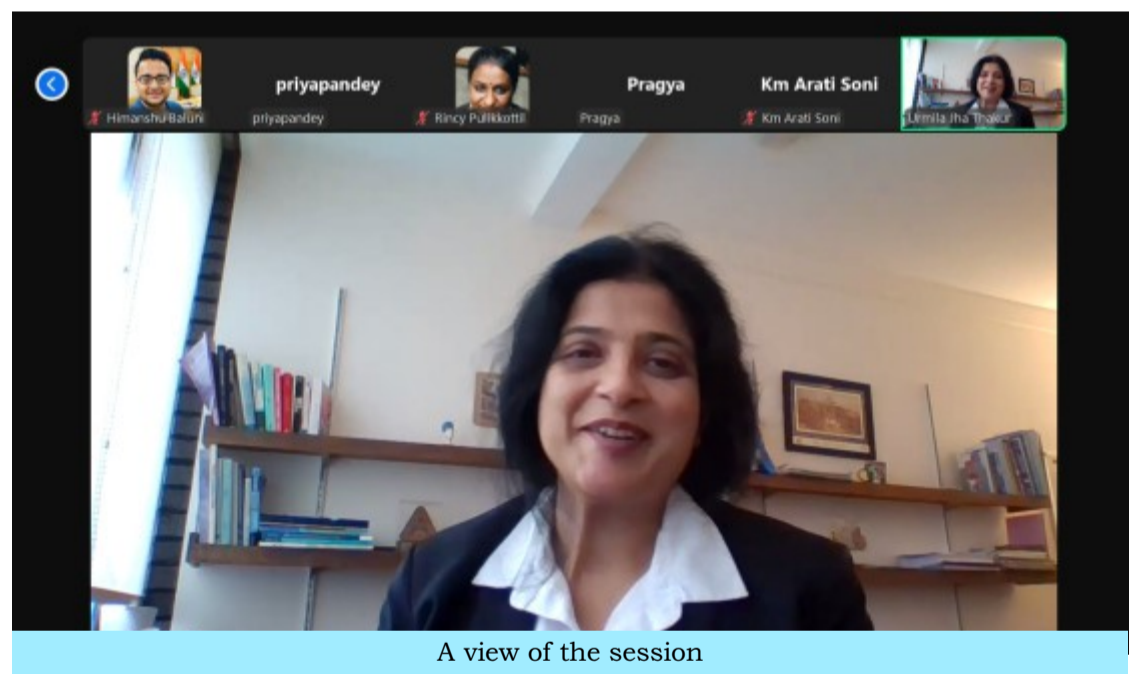 priyapandey
Pragya
Km Arati Soni
Himanshu Baluni
priyapandey
Rincy Pulikkottil
Pragya
Km Arati Soni
Urmila Jha Thakur
A view of the session